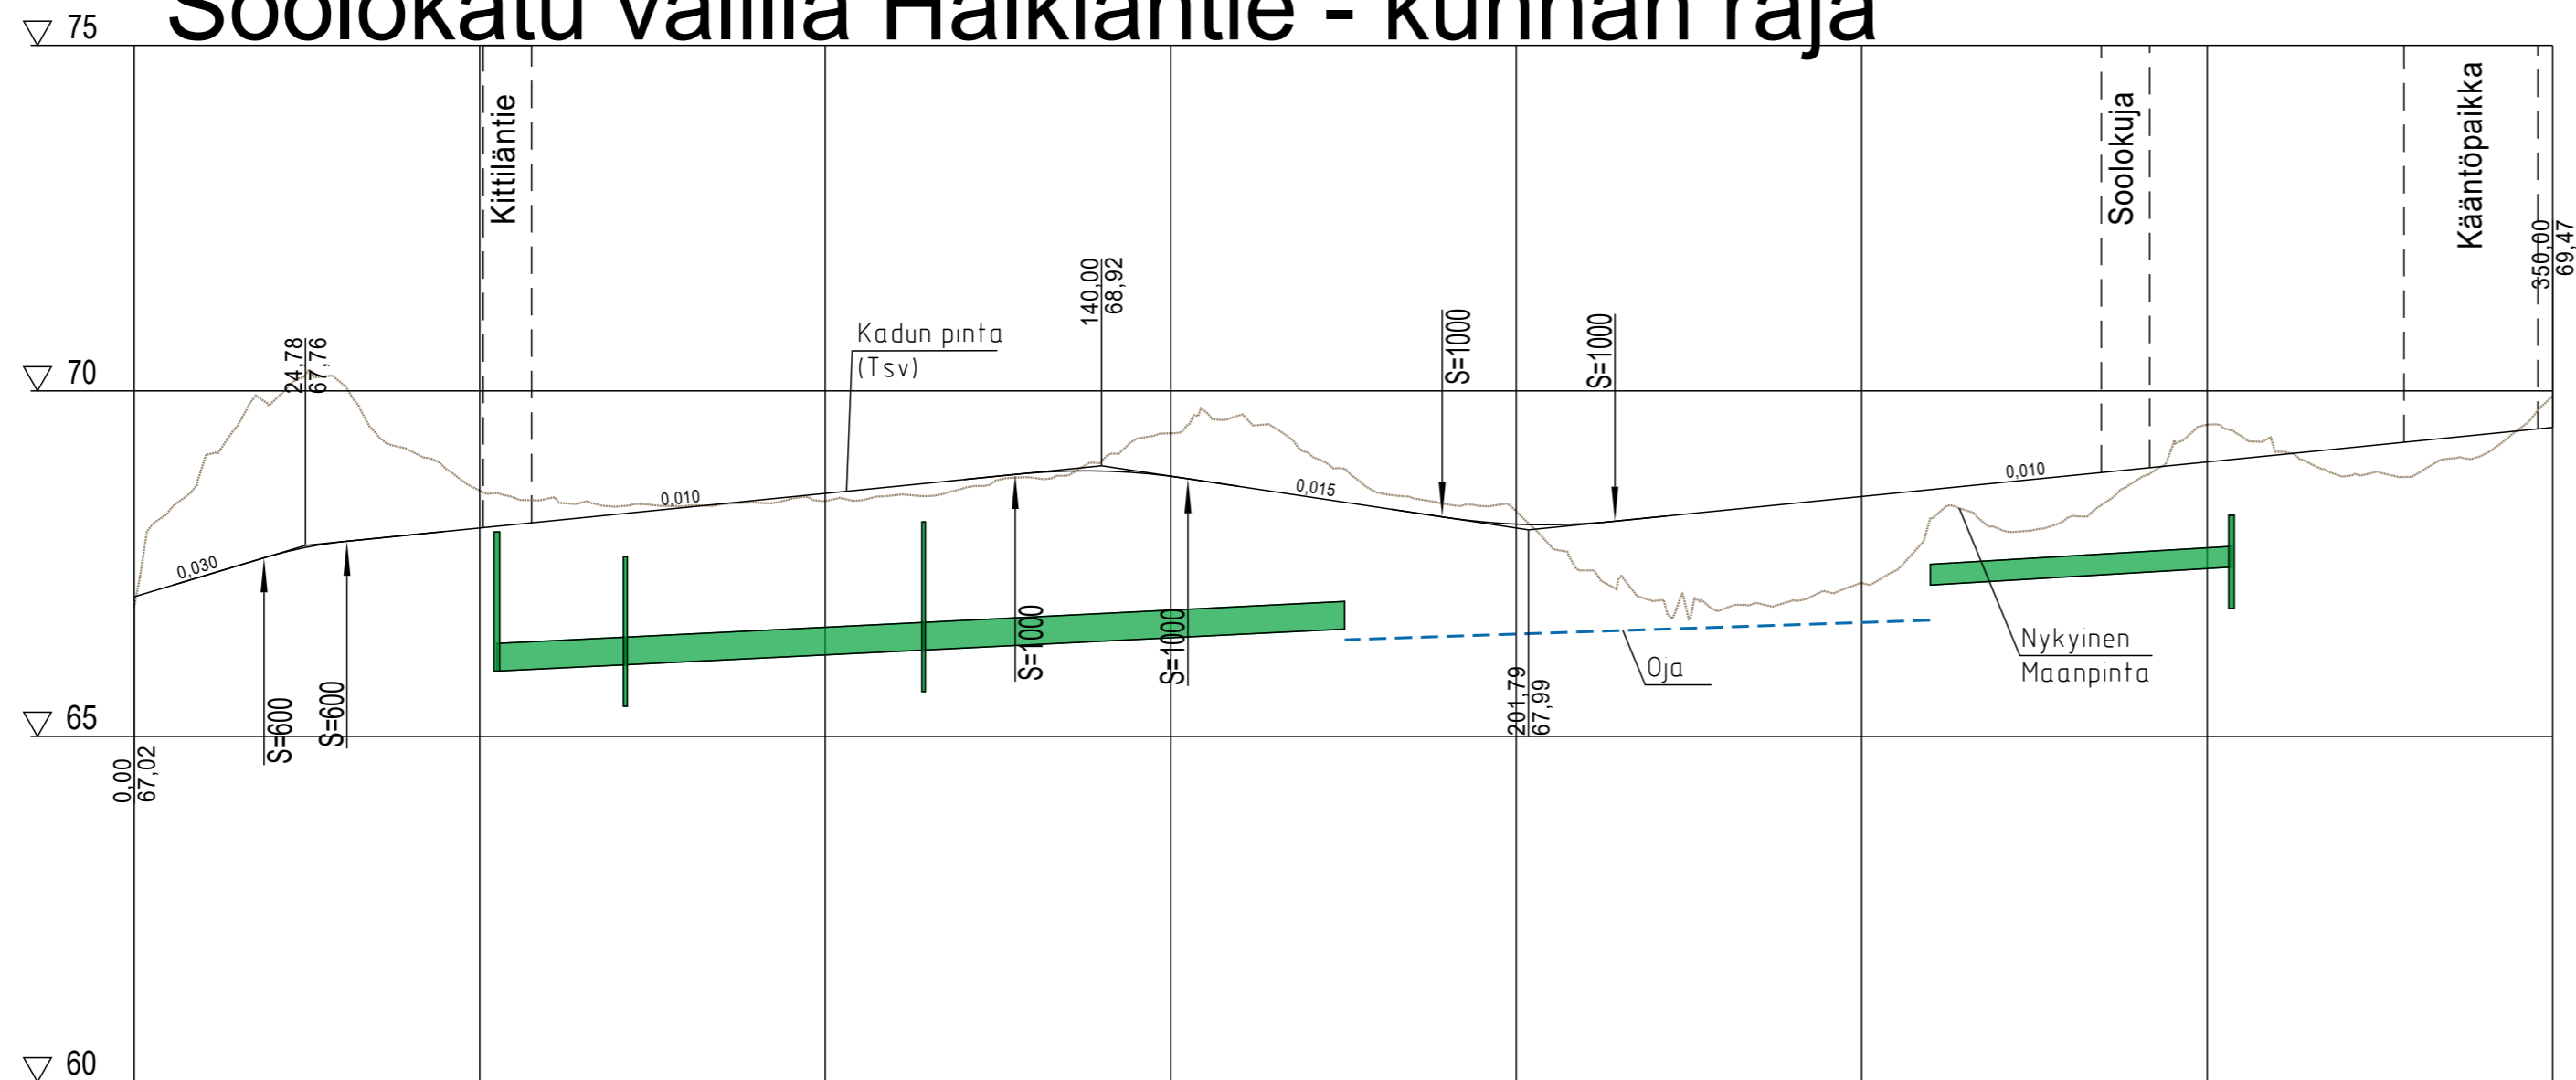 Soolokatu välillä Haikläntie - kunnan raja
75
Kittiläntie
Soolokuja
Kääntöpaikka
350,00
69,47
140,00
68,92
S=1000
S=1000
Kadun pinta
(Tsv)
24,78
67,76
70
0,030
0,010
0,015
0,010
S=600
S=600
S=1000
S=1000
Oja
Nykyinen
Maanpinta
201,79
67,99
65
0,00
67,02
60